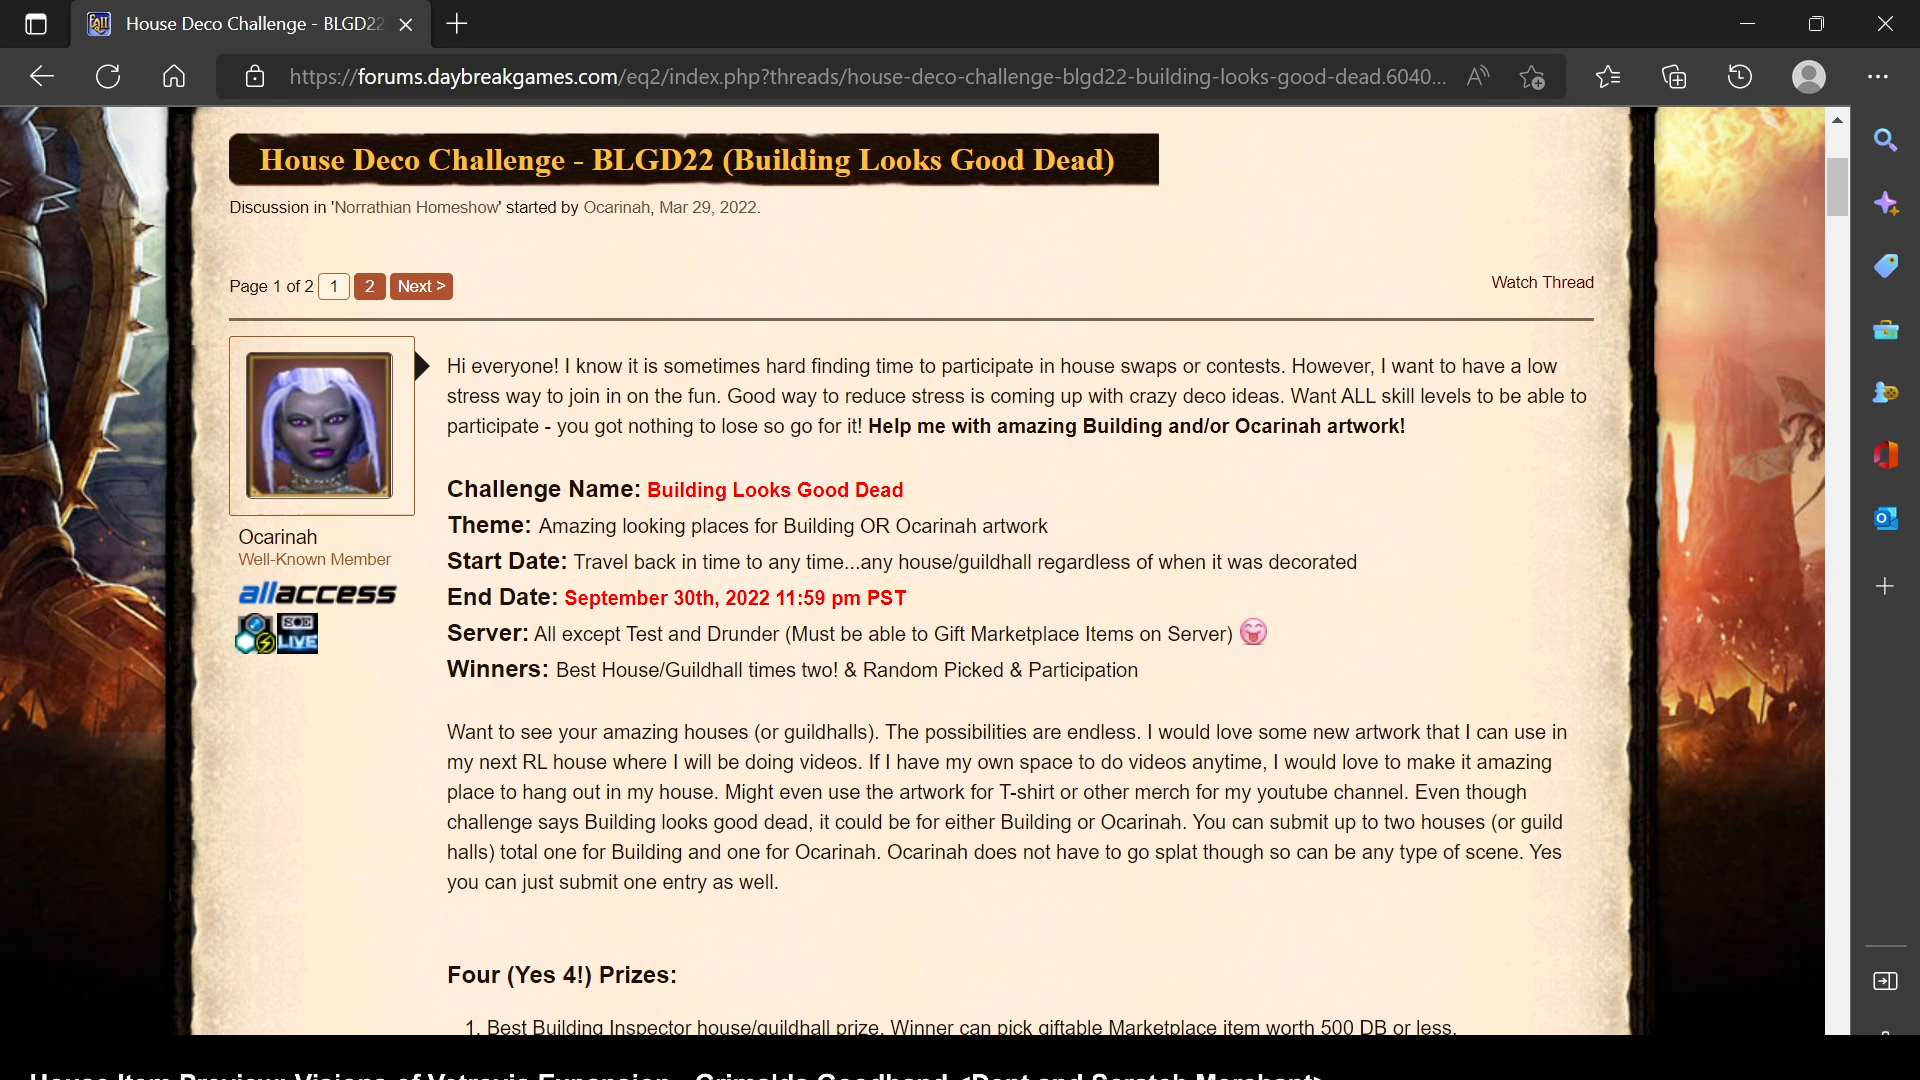 House Deco Challenge - BLGD22
https://forums.daybreakgames.com/eq2/index.php?threads/house-deco-challenge-blgd22-building-looks-good-dead.6040...
House Deco Challenge - BLGD22 (Building Looks Good Dead)
Discussion in 'Norrathian Homeshow' started by Ocarinah, Mar 29, 2022.
Page 1 of 2 1 2 Next >
Watch Thread
Hi everyone! I know it is sometimes hard finding time to participate in house swaps or contests. However, I want to have a low
stress way to join in on the fun. Good way to reduce stress is coming up with crazy deco ideas. Want ALL skill levels to be able to
participate - you got nothing to lose so go for it! Help me with amazing Building and/or Ocarinah artwork!
Ocarinah
Well-Known Member
allaccess
SOE
LIVE
Challenge Name: Building Looks Good Dead
Theme: Amazing looking places for Building OR Ocarinah artwork
Start Date: Travel back in time to any time...any house/guildhall regardless of when it was decorated
End Date: September 30th, 2022 11:59 pm PST
Server: All except Test and Drunder (Must be able to Gift Marketplace Items on Server)
Winners: Best House/Guildhall times two! & Random Picked & Participation
Want to see your amazing houses (or guildhalls). The possibilities are endless. I would love some new artwork that I can use in
my next RL house where I will be doing videos. If I have my own space to do videos anytime, I would love to make it amazing
place to hang out in my house. Might even use the artwork for T-shirt or other merch for my youtube channel. Even though
challenge says Building looks good dead, it could be for either Building or Ocarinah. You can submit up to two houses (or guild
halls) total one for Building and one for Ocarinah. Ocarinah does not have to go splat though so can be any type of scene. Yes
you can just submit one entry as well.
Four (Yes 4!) Prizes:
1. Best Building Inspector house/guildhall prize. Winner can pick giftable Marketplace item worth 500 DB or less.
House Item Preview: Visions of Vetrovia Expansion - Grimalda Goodhand <Dent and Scratch Merchant>